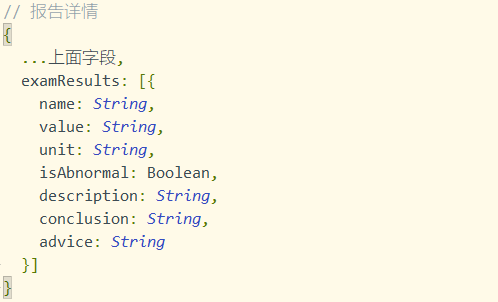 // 报告详情
{
  ...上面字段,
  examResults: [{
    name: String,
    value: String,
    unit: String,
    isAbnormal: Boolean,
    description: String,
    conclusion: String,
    advice: String
  }]
}